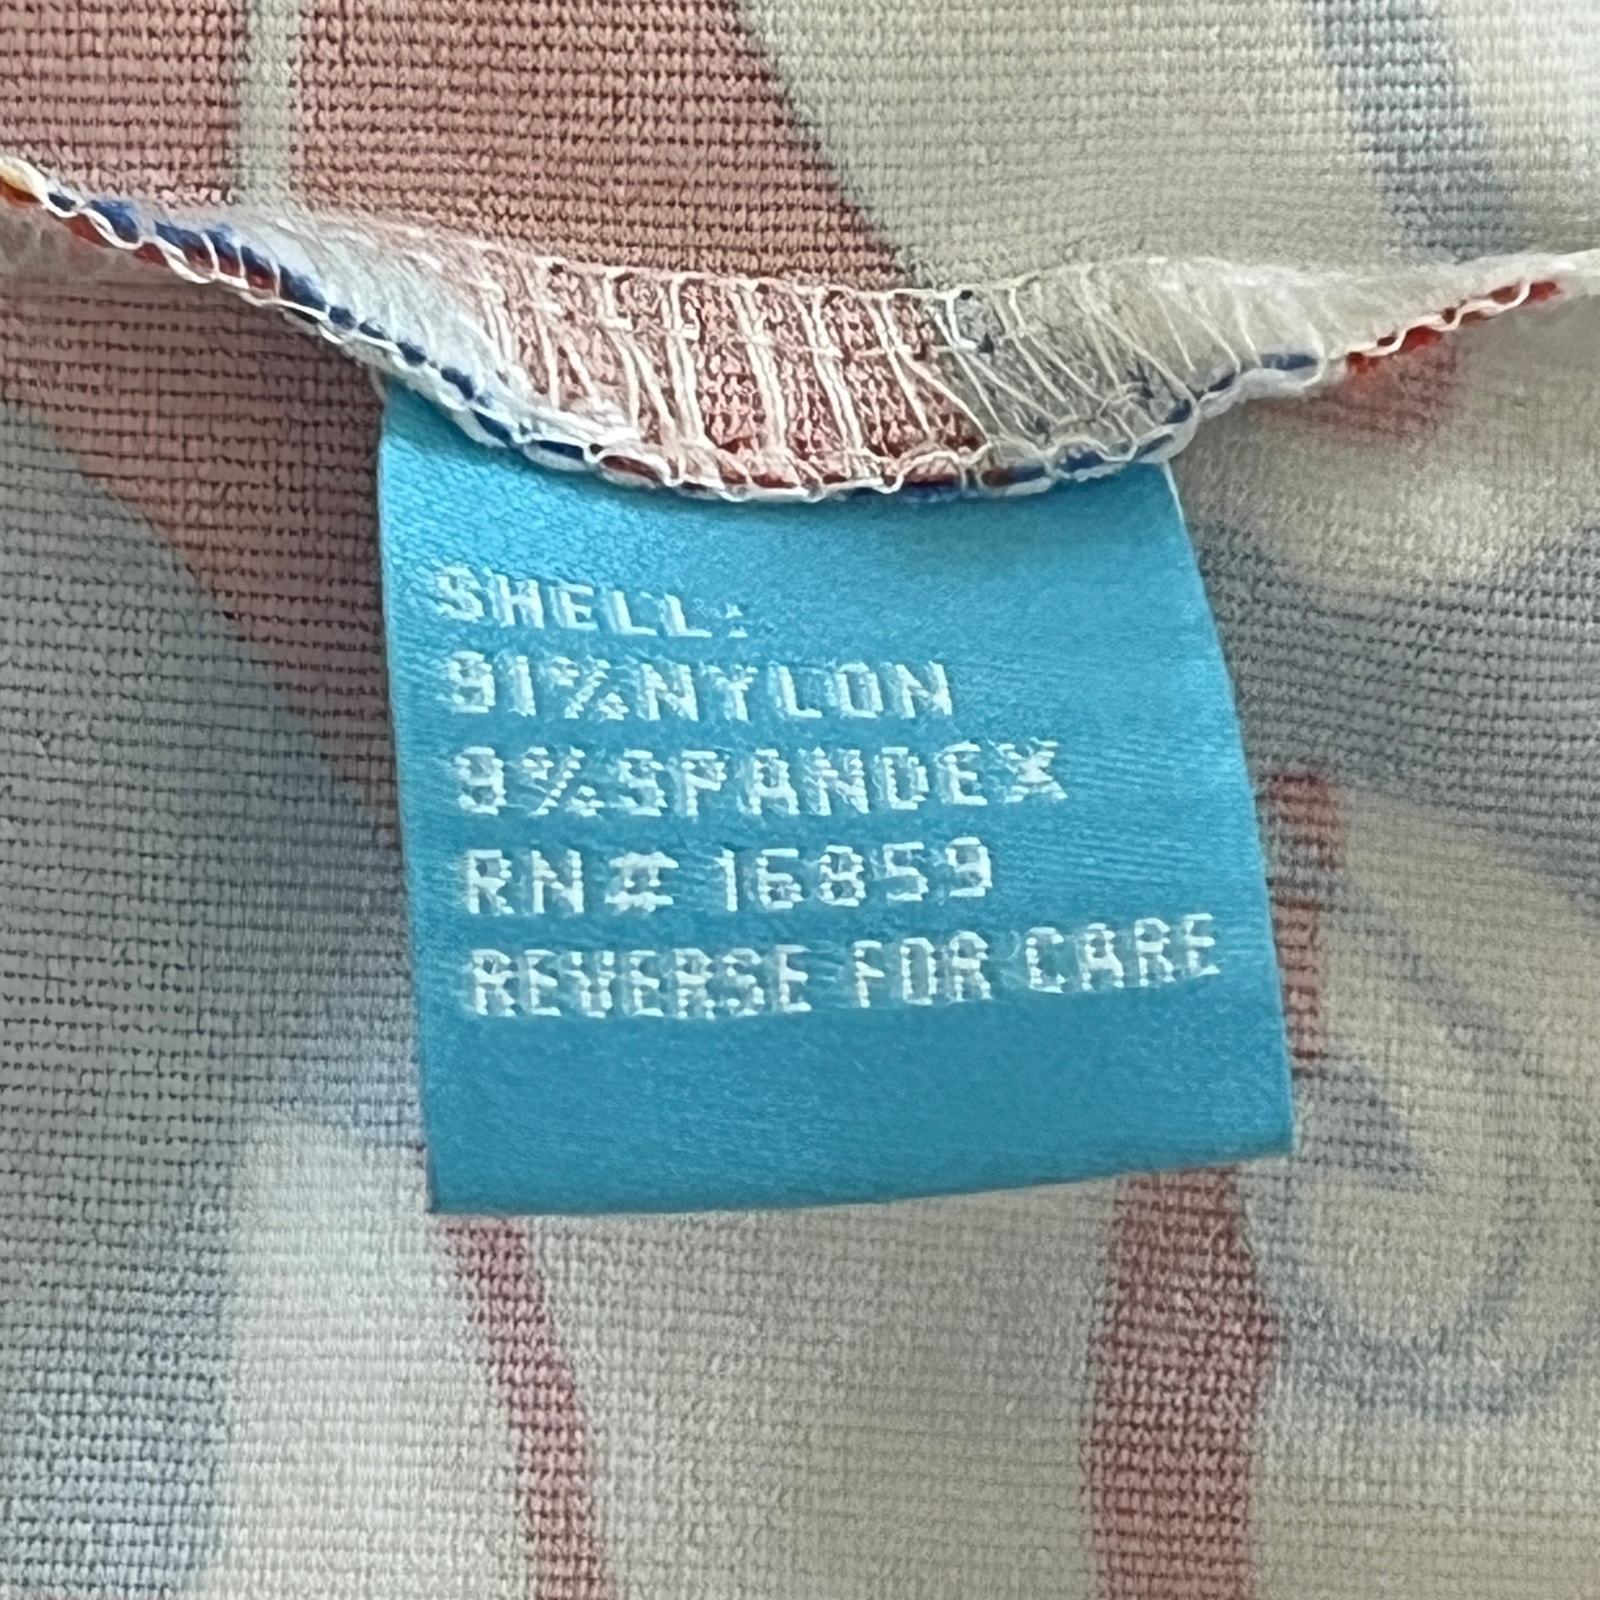 SHELL:
91%NYLON
9%SPANDEX
RN# 16859
REVERSE FOR CARE